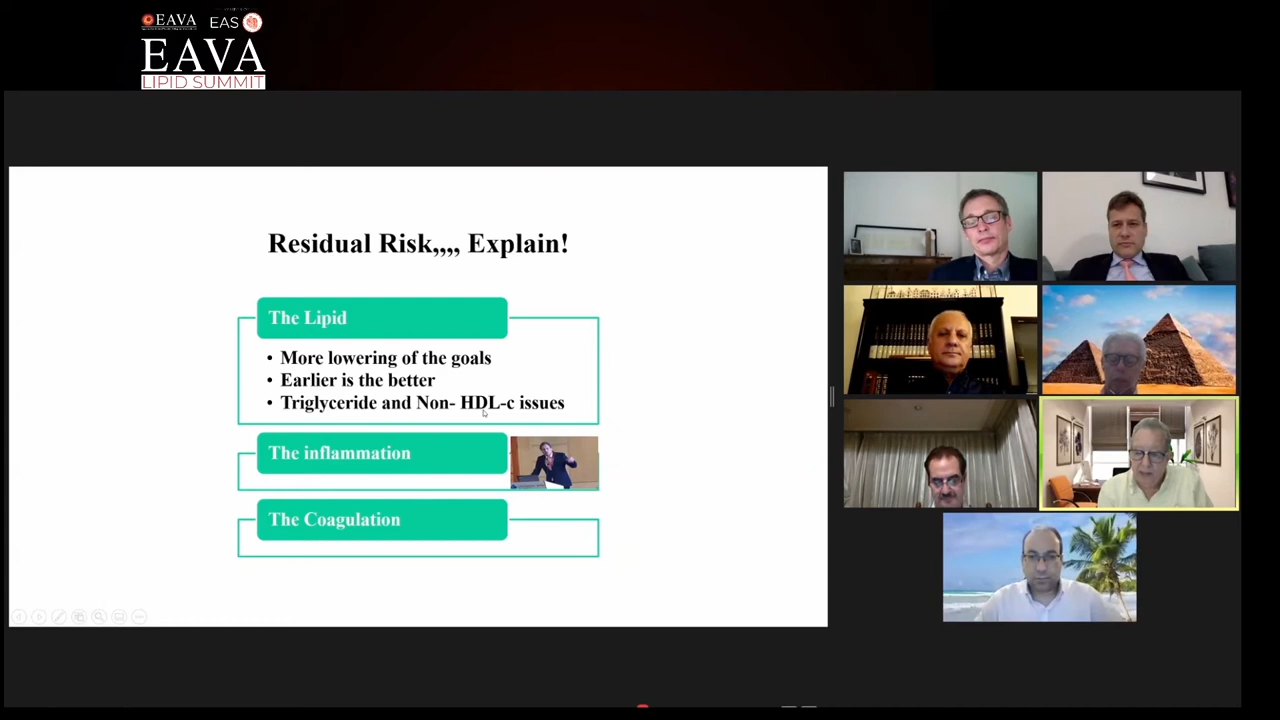 EAVA
EAS
EAVA
LIPID SUMMIT
Residual Risk,,,, Explain!
The Lipid
• More lowering of the goals
• Earlier is the better
• Triglyceride and Non- HDL-c issues
The inflammation
The Coagulation